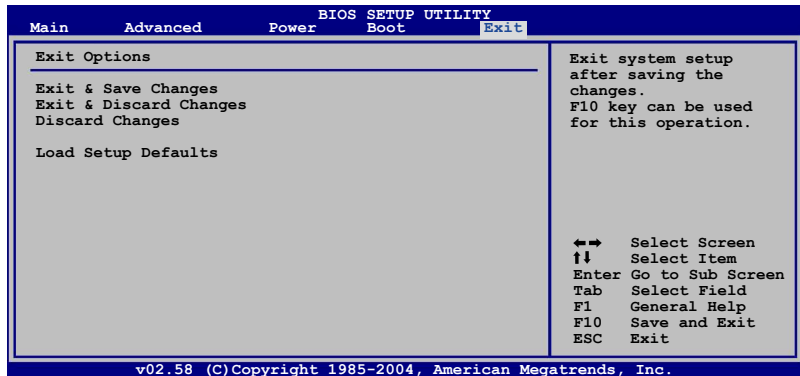 BIOS SETUP UTILITY
Main Advanced Power Boot Exit
Exit Options
Exit & Save Changes
Exit & Discard Changes
Discard Changes
Load Setup Defaults
Exit system setup
after saving the
changes.
F10 key can be used
for this operation.
←→ Select Screen
↑↓ Select Item
Enter Go to Sub Screen
Tab Select Field
F1 General Help
F10 Save and Exit
ESC Exit
v02.58 (C)Copyright 1985-2004, American Megatrends, Inc.